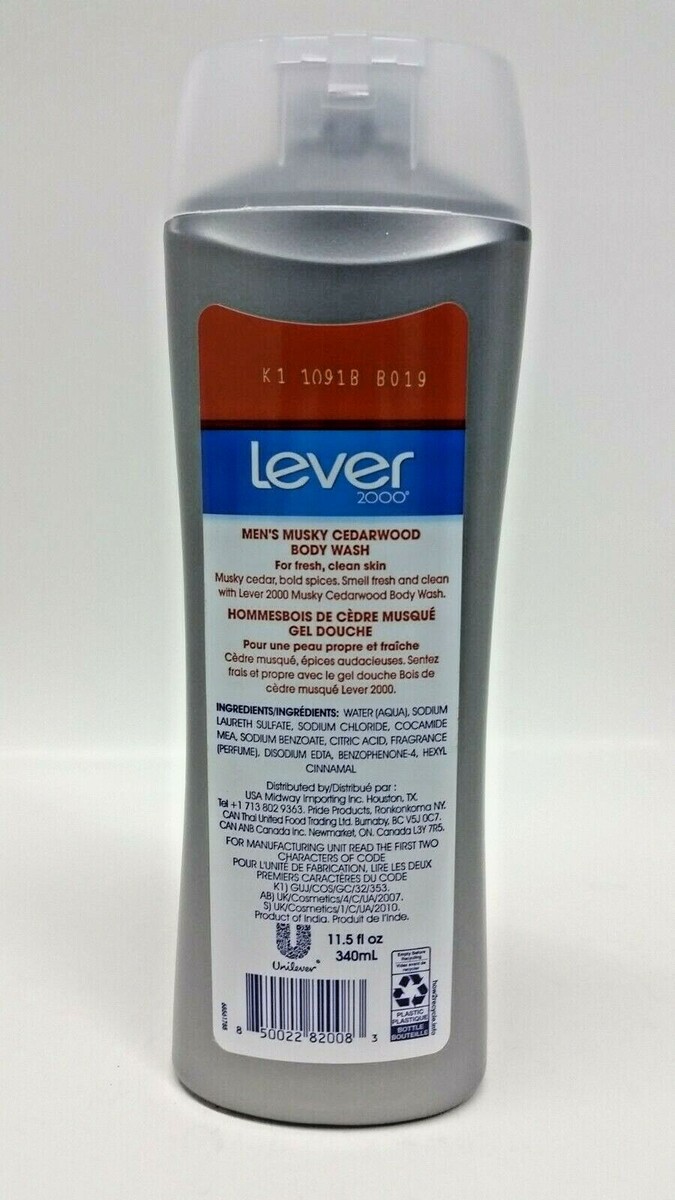 K1 1091B B019
Lever
2000®
MEN'S MUSKY CEDARWOOD
BODY WASH
For fresh, clean skin
Musky cedar, bold spices. Smell fresh and clean
with Lever 2000 Musky Cedarwood Body Wash.
HOMMESBOIS DE CÈDRE MUSQUÉ
GEL DOUCHE
Pour une peau propre et fraîche
Cèdre musqué, épices audacieuses. Sentez
frais et propre avec le gel douche Bois de
cèdre musqué Lever 2000.
INGREDIENTS/INGRÉDIENTS: WATER (AQUA), SODIUM
LAURETH SULFATE, SODIUM CHLORIDE, COCAMIDE
MEA, SODIUM BENZOATE, CITRIC ACID, FRAGRANCE
(PERFUME), DISODIUM EDTA, BENZOPHENONE-4, HEXYL
CINNAMAL
Distributed by/Distribué par :
USA Midway Importing Inc. Houston, TX.
Tel +1 713 802 9363. Pride Products, Ronkonkoma NY.
CAN Thai United Food Trading Ltd. Burnaby, BC V5J 0C7.
CAN ANB Canada Inc. Newmarket, ON. Canada L3Y 7R5.
FOR MANUFACTURING UNIT READ THE FIRST TWO
CHARACTERS OF CODE
POUR L'UNITÉ DE FABRICATION, LIRE LES DEUX
PREMIERS CARACTÈRES DU CODE
K1) GUJ/COS/GC/32/353.
AB) UK/Cosmetics/4/C/UA/2007.
S) UK/Cosmetics/1/C/UA/2010.
Product of India. Produit de l'Inde.
Unilever
11.5 fl oz
340mL
Empty Before
Recycling
PLASTIC
PLASTIQUE
BOTTLE
BOUTEILLE
how2recycle.info
8 50022 82008 3